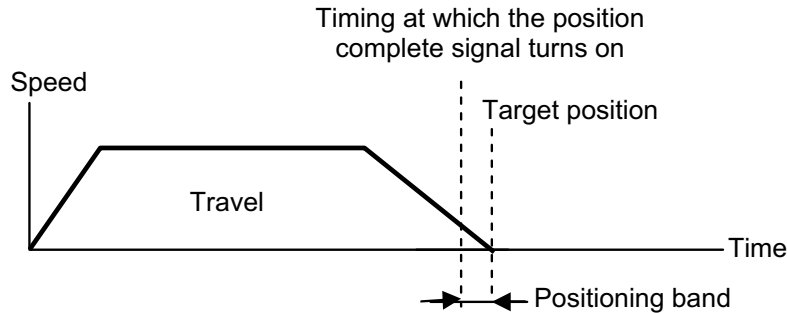 Timing at which the position
complete signal turns on
Speed
Target position
Travel
Time
Positioning band